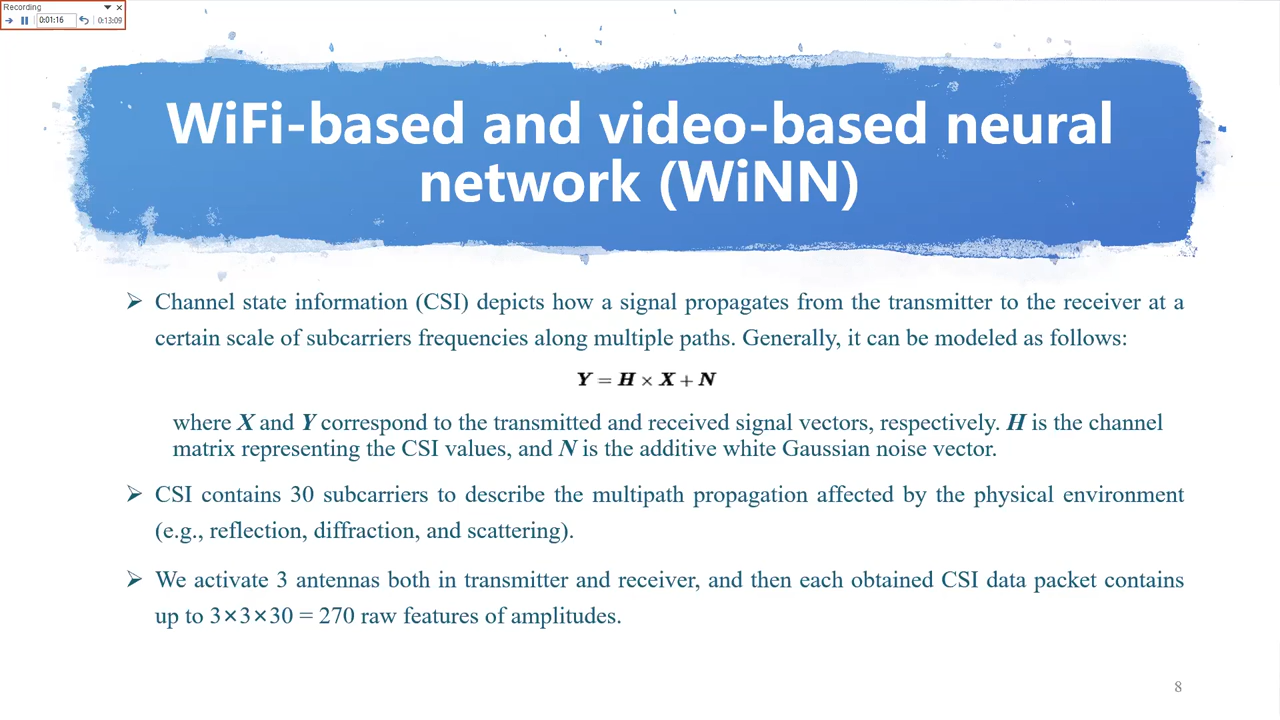 Recording
0:01:16
0:13:09
WiFi-based and video-based neural
network (WiNN)
➢ Channel state information (CSI) depicts how a signal propagates from the transmitter to the receiver at a
certain scale of subcarriers frequencies along multiple paths. Generally, it can be modeled as follows:
Y = H × X + N
where X and Y correspond to the transmitted and received signal vectors, respectively. H is the channel
matrix representing the CSI values, and N is the additive white Gaussian noise vector.
➢ CSI contains 30 subcarriers to describe the multipath propagation affected by the physical environment
(e.g., reflection, diffraction, and scattering).
➢ We activate 3 antennas both in transmitter and receiver, and then each obtained CSI data packet contains
up to 3×3×30 = 270 raw features of amplitudes.
8